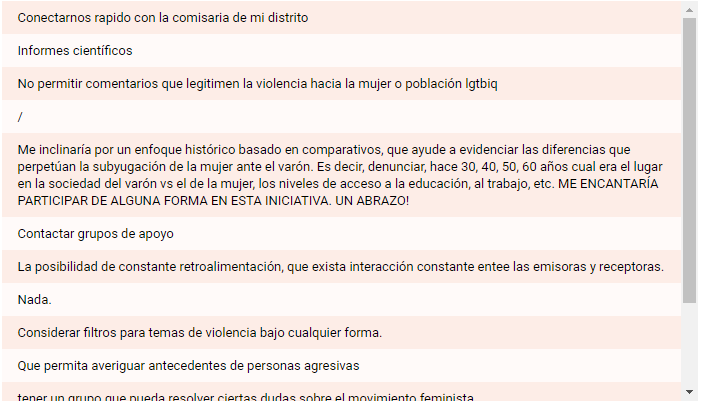 Conectarnos rapido con la comisaria de mi distrito
Informes científicos
No permitir comentarios que legitimen la violencia hacia la mujer o población lgtbiq
/
Me inclinaría por un enfoque histórico basado en comparativos, que ayude a evidenciar las diferencias que
perpetúan la subyugación de la mujer ante el varón. Es decir, denunciar, hace 30, 40, 50, 60 años cual era el lugar
en la sociedad del varón vs el de la mujer, los niveles de acceso a la educación, al trabajo, etc. ME ENCANTARÍA
PARTICIPAR DE ALGUNA FORMA EN ESTA INICIATIVA. UN ABRAZO!
Contactar grupos de apoyo
La posibilidad de constante retroalimentación, que exista interacción constante entee las emisoras y receptoras.
Nada.
Considerar filtros para temas de violencia bajo cualquier forma.
Que permita averiguar antecedentes de personas agresivas
tener un grupo que pueda resolver ciertas dudas sobre el movimiento feminista